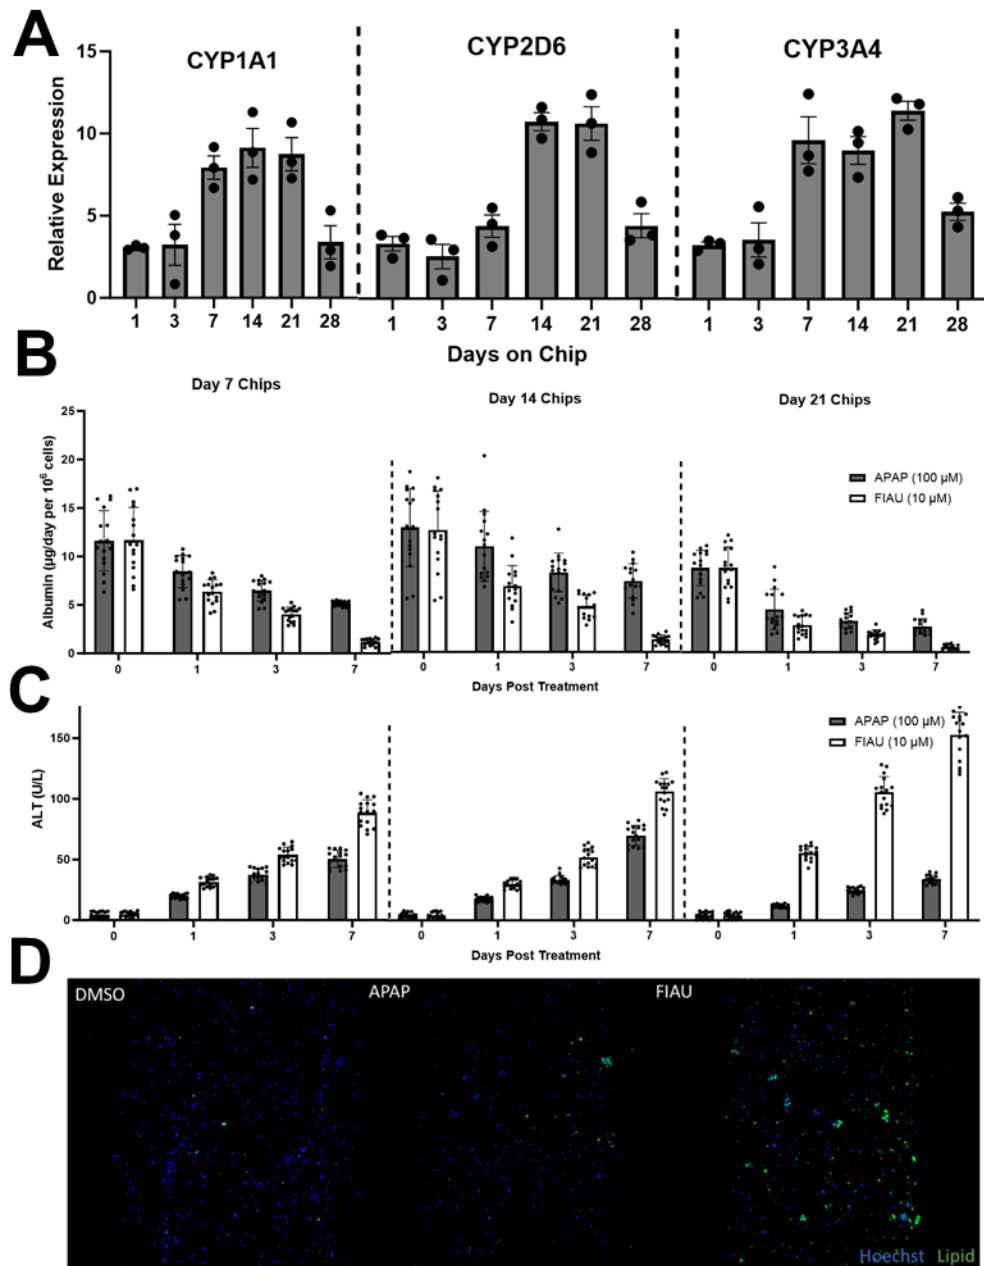 A
CYP1A1
CYP2D6
CYP3A4
Relative Expression
15
10
5
0
1 3 7 14 21 28
1 3 7 14 21 28
1 3 7 14 21 28
Days on Chip
B
Day 7 Chips
Day 14 Chips
Day 21 Chips
Albumin (µg/day per 10⁶ cells)
25
20
15
10
5
0
APAP (100 µM)
FIAU (10 µM)
0 1 3 7
0 1 3 7
0 1 3 7
Days Post Treatment
C
ALT (U/L)
150
100
50
0
APAP (100 µM)
FIAU (10 µM)
0 1 3 7
0 1 3 7
0 1 3 7
Days Post Treatment
D
DMSO
APAP
FIAU
Hoechst Lipid